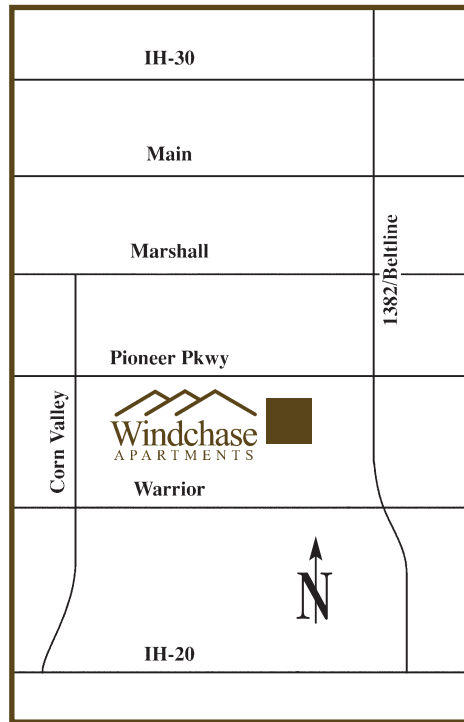 IH-30
Main
Marshall
1382/Beltline
Pioneer Pkwy
Corn Valley
Windchase
APARTMENTS
Warrior
N
IH-20